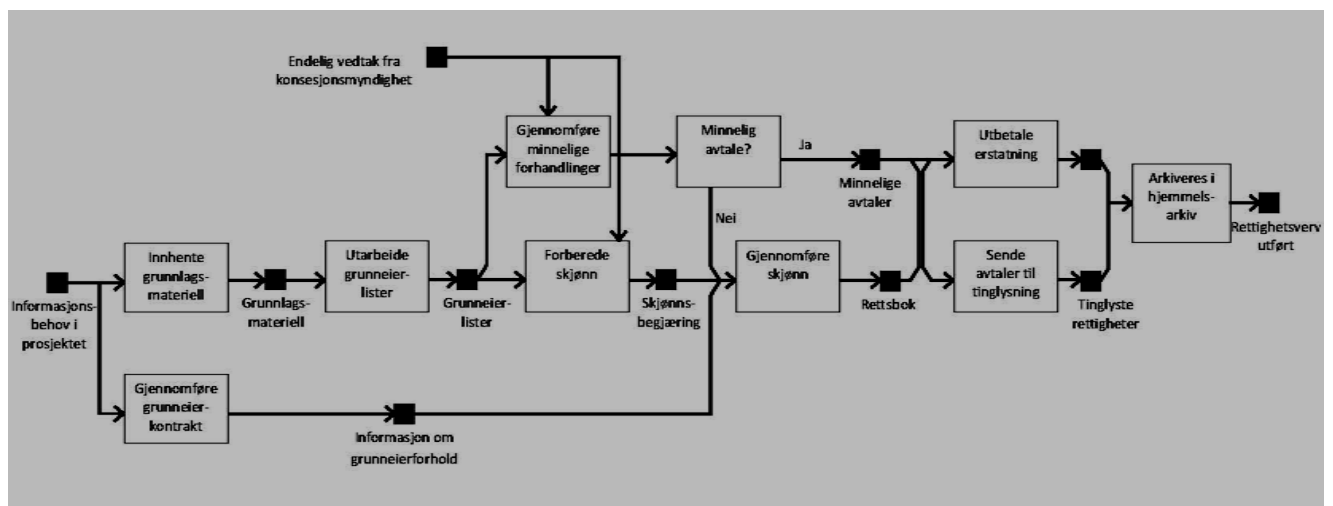 Endelig vedtak fra
konsesjonsmyndighet
Gjennomføre
minnelige
forhandlinger
Minnelig
avtale?
Ja
Minnelige
avtaler
Utbetale
erstatning
Arkiveres i
hjemmels-
arkiv
Rettighetsverv
utført
Nei
Informasjons-
behov i
prosjektet
Innhente
grunnlags-
materiell
Grunnlags-
materiell
Utarbeide
grunneier-
lister
Grunneier-
lister
Forberede
skjønn
Skjønns-
begjæring
Gjennomføre
skjønn
Rettsbok
Sende
avtaler til
tinglysning
Tinglyste
rettigheter
Gjennomføre
grunneier-
kontrakt
Informasjon om
grunneierforhold